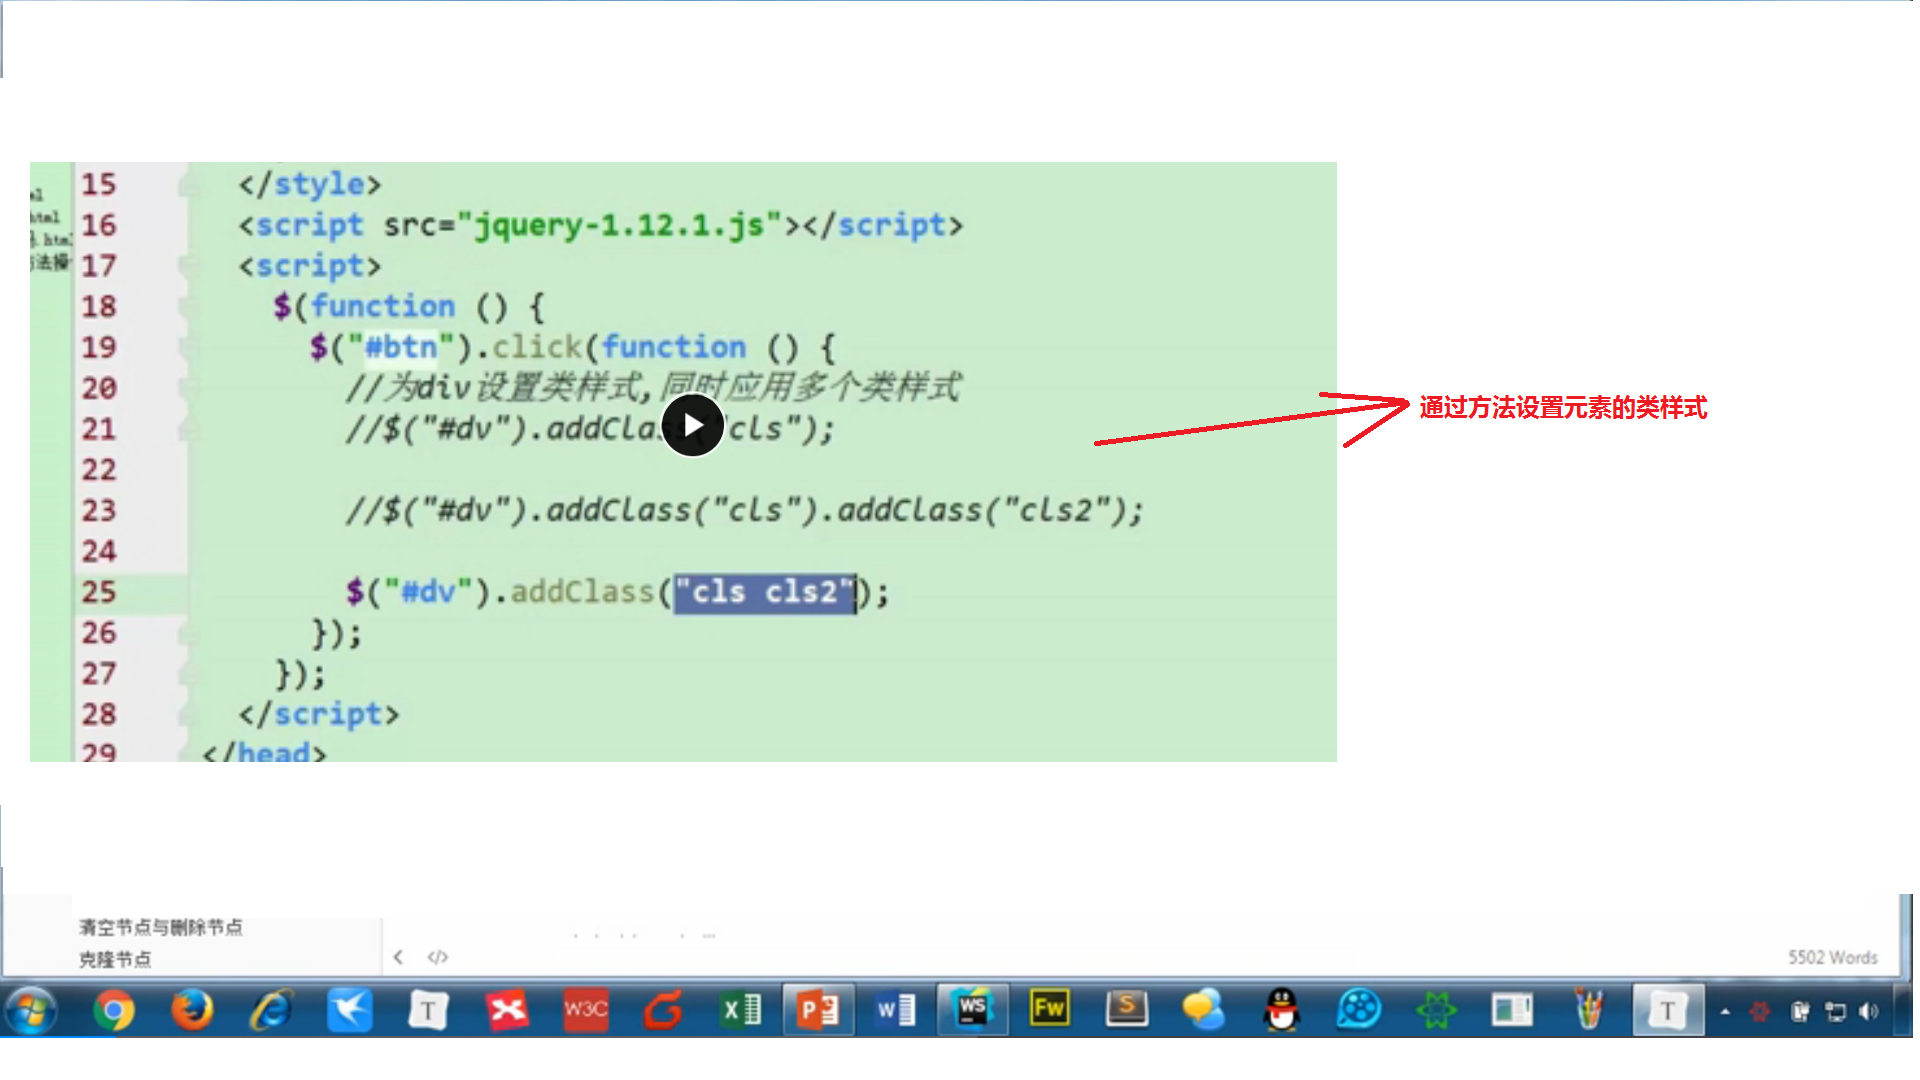 15 </style>
16 <script src="jquery-1.12.1.js"></script>
17 <script>
18 $(function () {
19 $("#btn").click(function () {
20 //为div设置类样式,同时应用多个类样式
21 //$("#dv").addClass("cls");
22
23 //$("#dv").addClass("cls").addClass("cls2");
24
25 $("#dv").addClass("cls cls2");
26 });
27 });
28 </script>
29 </head>
通过方法设置元素的类样式
清空节点与删除节点
克隆节点
5502 Words